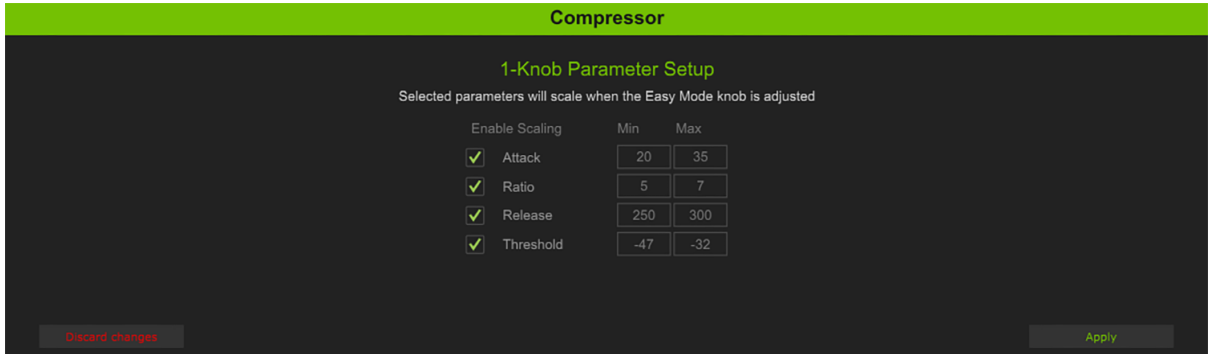 Compressor
1-Knob Parameter Setup
Selected parameters will scale when the Easy Mode knob is adjusted
Enable Scaling Min Max
Attack 20 35
Ratio 5 7
Release 250 300
Threshold -47 -32
Discard changes Apply